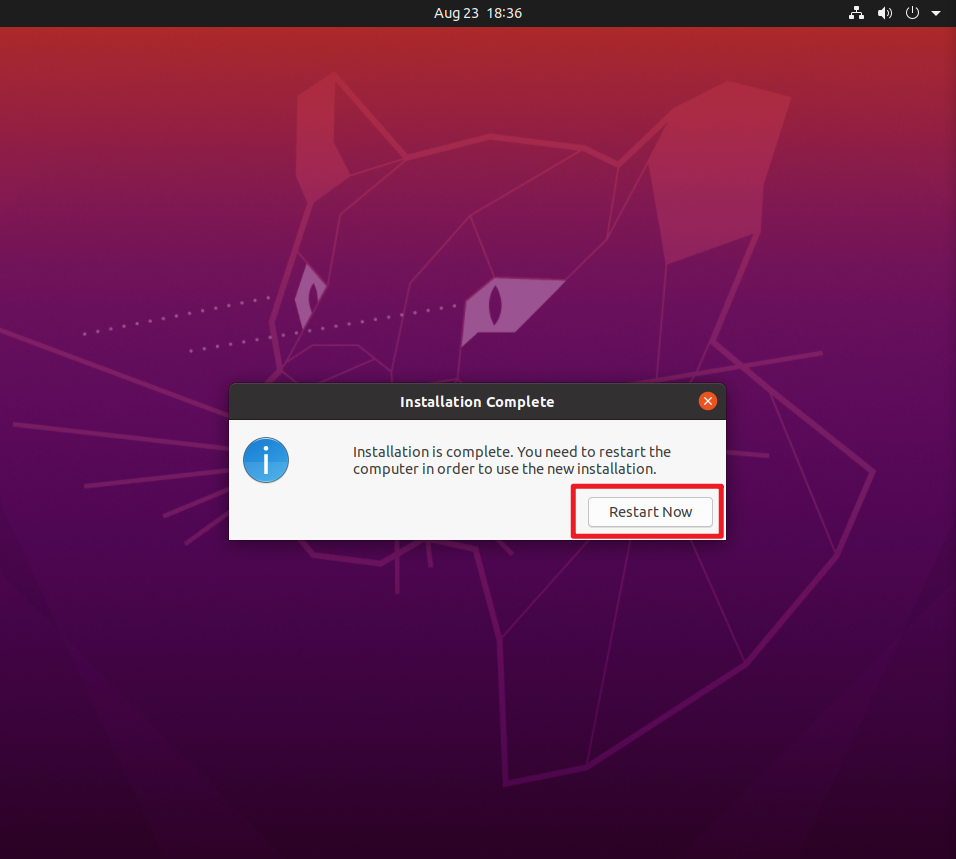 Aug 23 18:36
Installation Complete
Installation is complete. You need to restart the
computer in order to use the new installation.
Restart Now